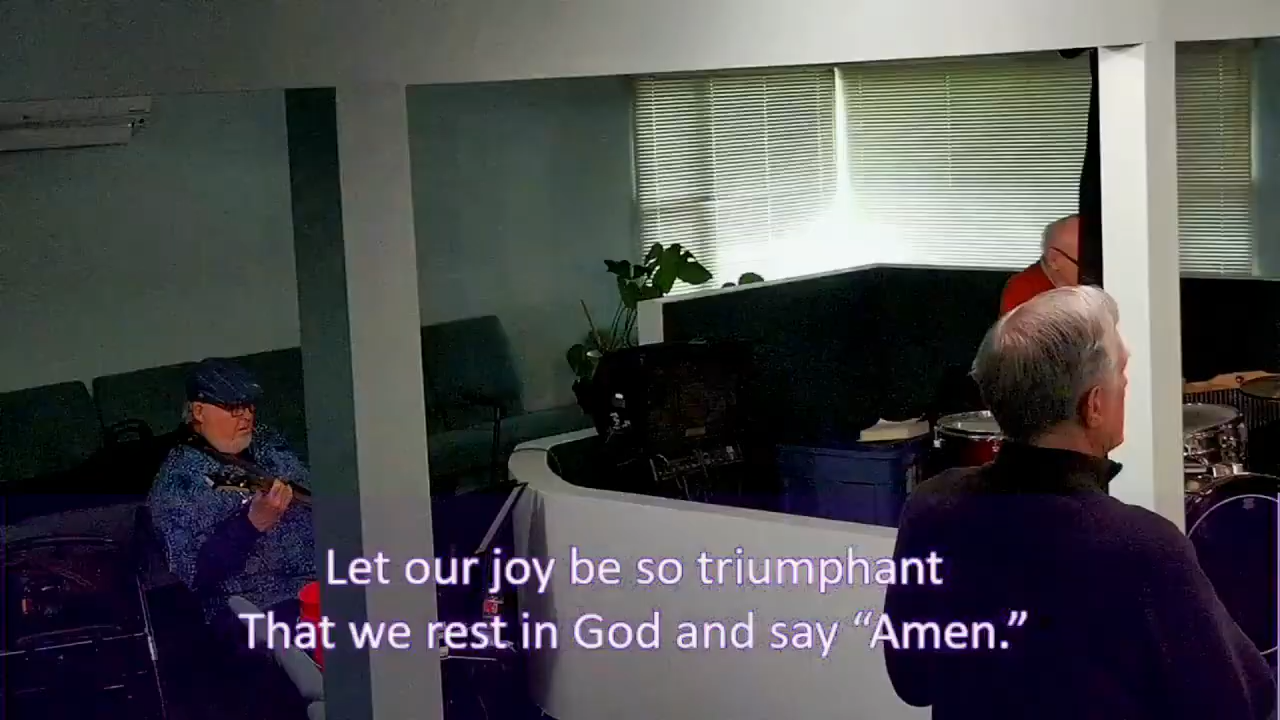 Let our joy be so triumphant
That we rest in God and say “Amen.”